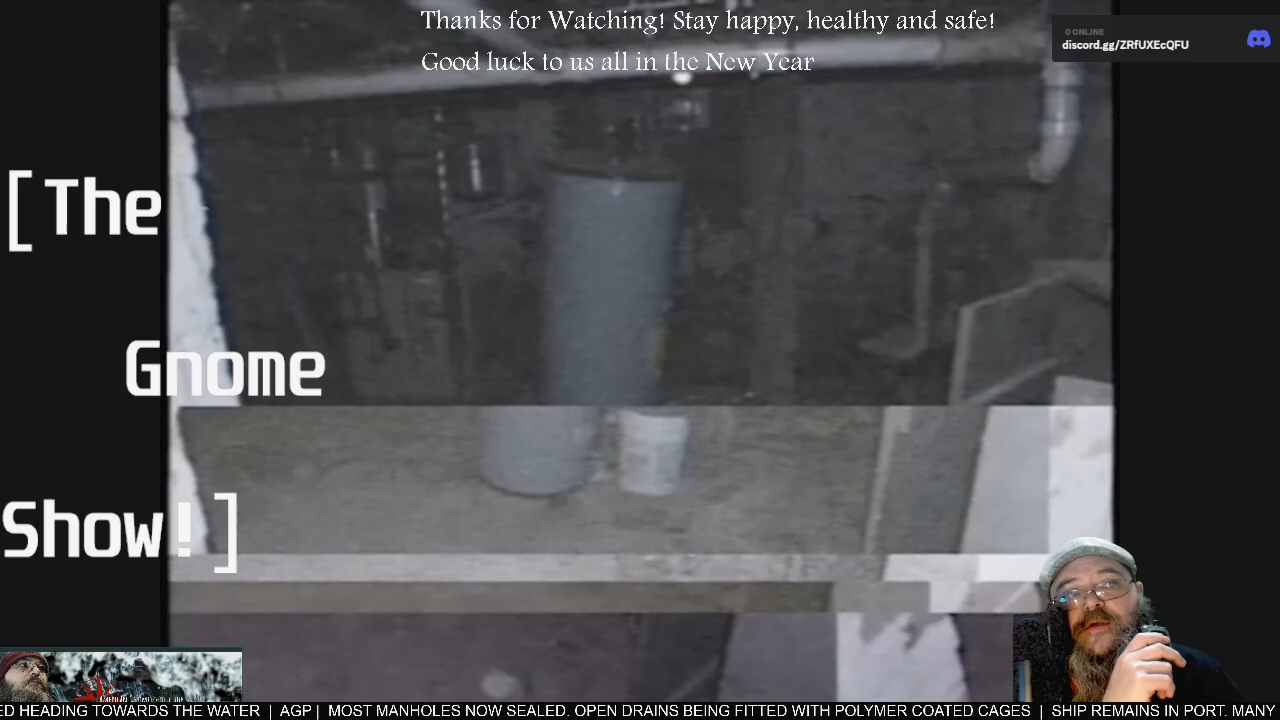 Thanks for Watching! Stay happy, healthy and safe!
Good luck to us all in the New Year
0 ONLINE
discord.gg/ZRfUXEcQFU
[The
Gnome
Show!]
ED HEADING TOWARDS THE WATER | AGP | MOST MANHOLES NOW SEALED. OPEN DRAINS BEING FITTED WITH POLYMER COATED CAGES | SHIP REMAINS IN PORT. MANY